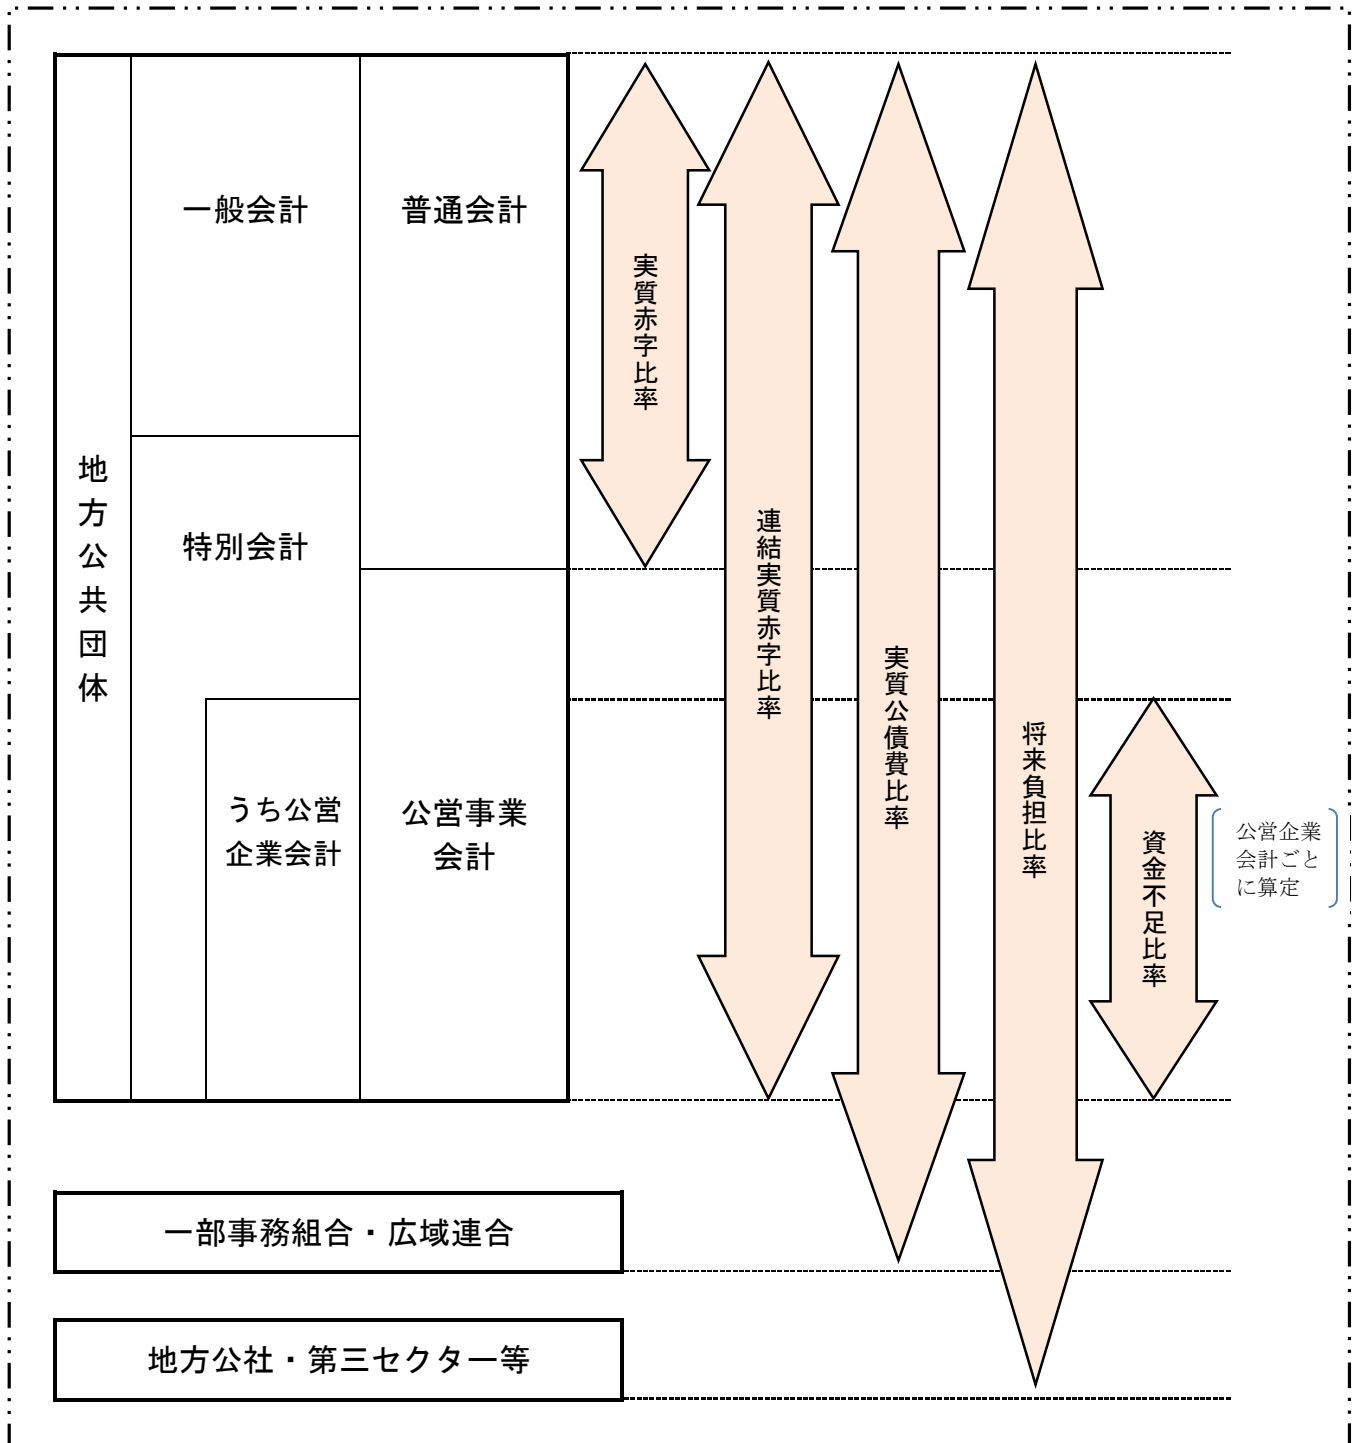 地方公共団体
一般会計
普通会計
特別会計
うち公営
企業会計
公営事業
会計
実質赤字比率
連結実質赤字比率
実質公債費比率
将来負担比率
資金不足比率
公営企業
会計ごと
に算定
一部事務組合・広域連合
地方公社・第三セクター等